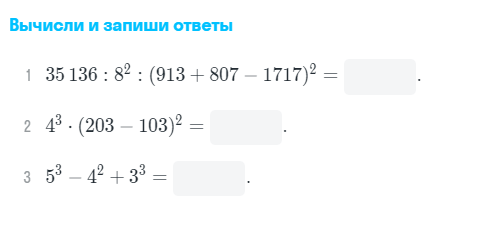 Вычисли и запиши ответы
1 35 136 : 8² : (913 + 807 − 1717)² = .
2 4³ · (203 − 103)² = .
3 5³ − 4² + 3³ = .